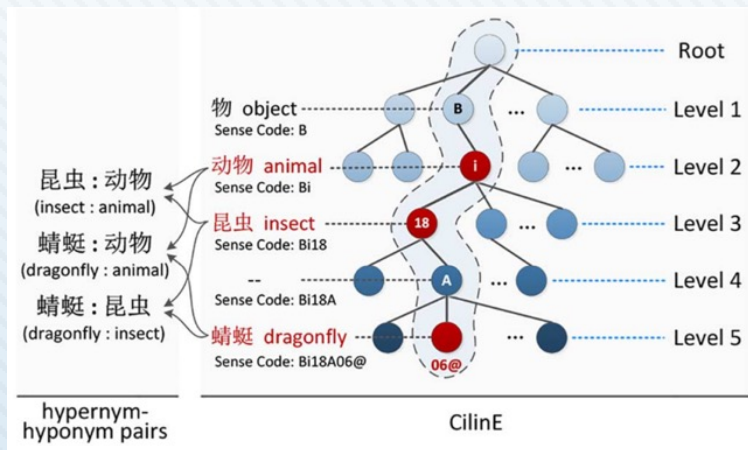 Root
物 object
B
...
Level 1
Sense Code: B
动物 animal
i
...
Level 2
Sense Code: Bi
昆虫 : 动物
(insect : animal)
昆虫 insect
18
...
Level 3
Sense Code: Bi18
蜻蜓 : 动物
(dragonfly : animal)
--
A
...
Level 4
Sense Code: Bi18A
蜻蜓 : 昆虫
(dragonfly : insect)
蜻蜓 dragonfly
...
Level 5
Sense Code: Bi18A06@
06@
hypernym-
hyponym pairs
CilinE